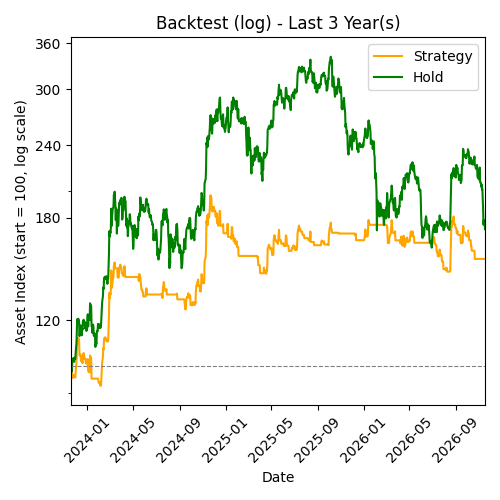 Backtest (log) - Last 3 Year(s)
Asset Index (start = 100, log scale)
360
300
240
180
120
Strategy
Hold
2024-01
2024-05
2024-09
2025-01
2025-05
2025-09
2026-01
2026-05
2026-09
Date